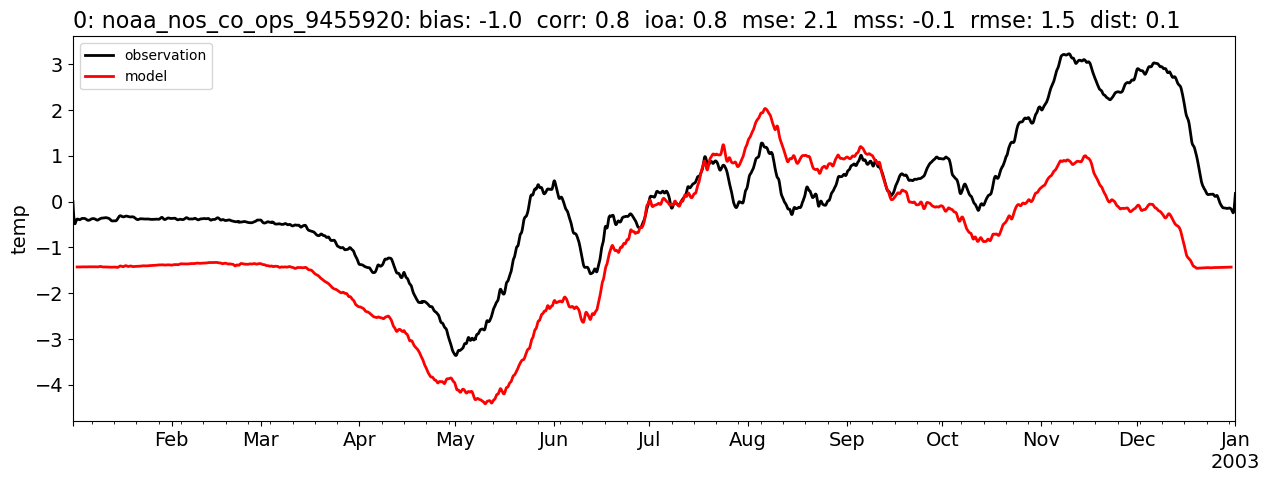 0: noaa_nos_co_ops_9455920: bias: -1.0  corr: 0.8  ioa: 0.8  mse: 2.1  mss: -0.1  rmse: 1.5  dist: 0.1
observation
model
temp
3
2
1
0
−1
−2
−3
−4
Feb Mar Apr May Jun Jul Aug Sep Oct Nov Dec Jan
2003